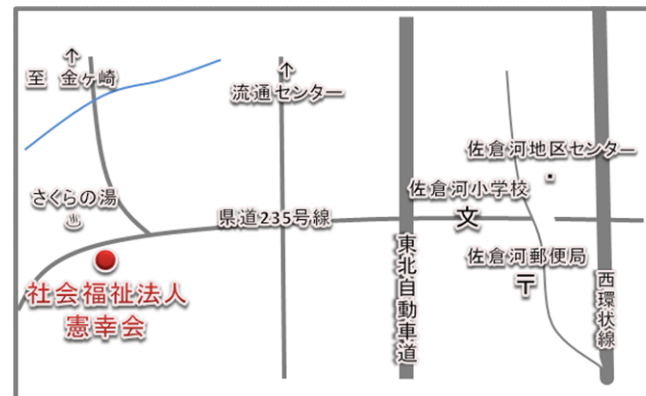 ↑
至 金ヶ崎
↑
流通センター
さくらの湯
♨
県道235号線
社会福祉法人
憲幸会
東北自動車道
佐倉河地区センター
佐倉河小学校
文
佐倉河郵便局
〒
西環状線